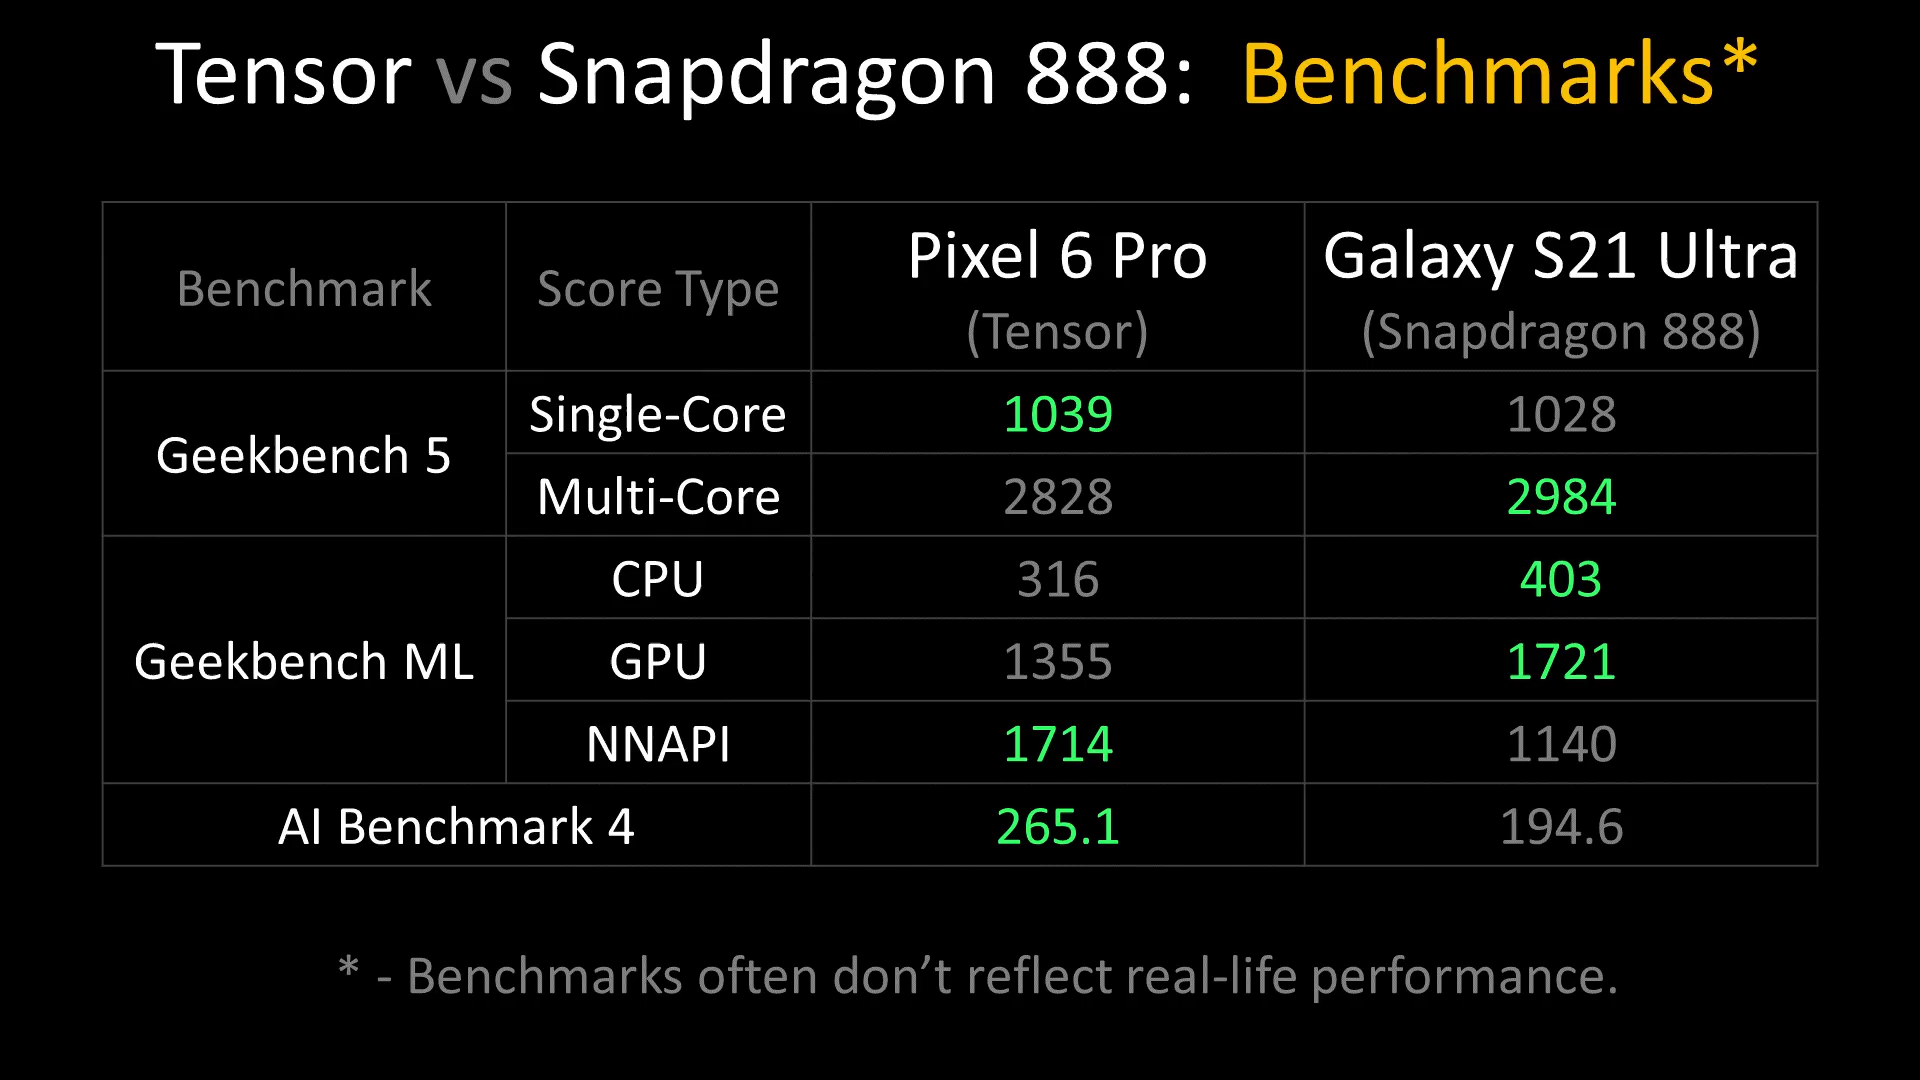 Tensor vs Snapdragon 888: Benchmarks*
Benchmark Score Type Pixel 6 Pro Galaxy S21 Ultra
(Tensor) (Snapdragon 888)
Geekbench 5 Single-Core 1039 1028
Multi-Core 2828 2984
Geekbench ML CPU 316 403
GPU 1355 1721
NNAPI 1714 1140
AI Benchmark 4 265.1 194.6
* - Benchmarks often don’t reflect real-life performance.